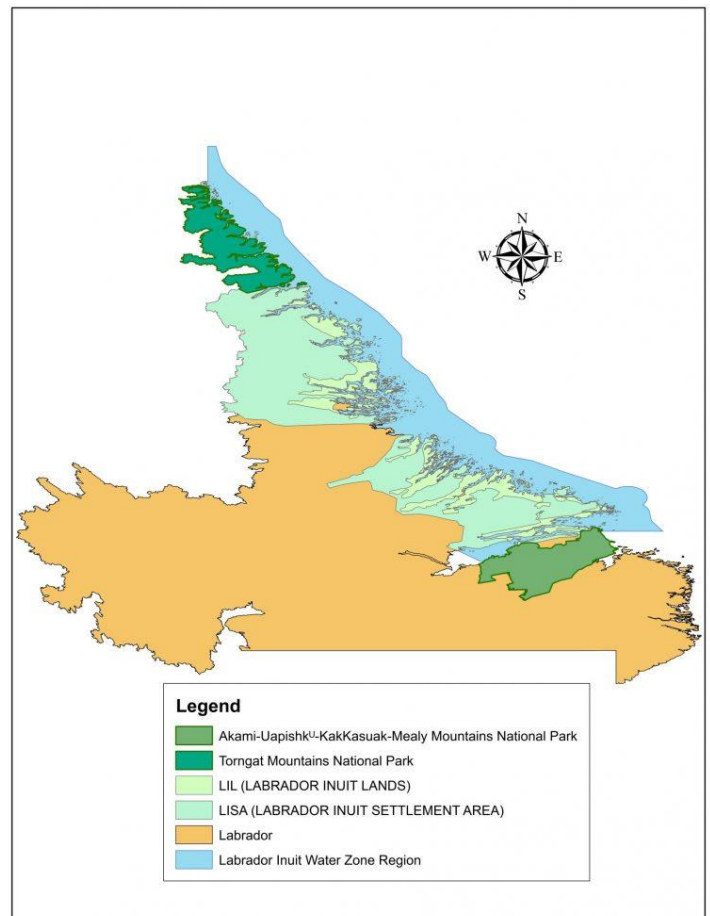 N
W E
S
Legend
Akami-Uapishkᵁ-KakKasuak-Mealy Mountains National Park
Torngat Mountains National Park
LIL (LABRADOR INUIT LANDS)
LISA (LABRADOR INUIT SETTLEMENT AREA)
Labrador
Labrador Inuit Water Zone Region